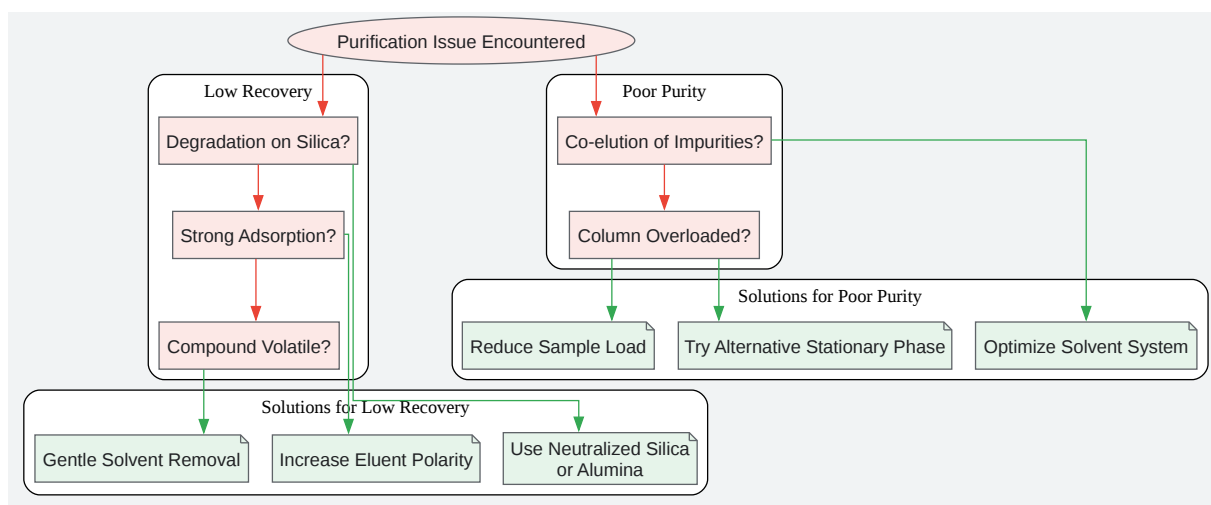 Purification Issue Encountered
Low Recovery
Poor Purity
Degradation on Silica?
Co-elution of Impurities?
Strong Adsorption?
Column Overloaded?
Solutions for Poor Purity
Compound Volatile?
Reduce Sample Load
Try Alternative Stationary Phase
Optimize Solvent System
Solutions for Low Recovery
Gentle Solvent Removal
Increase Eluent Polarity
Use Neutralized Silica
or Alumina